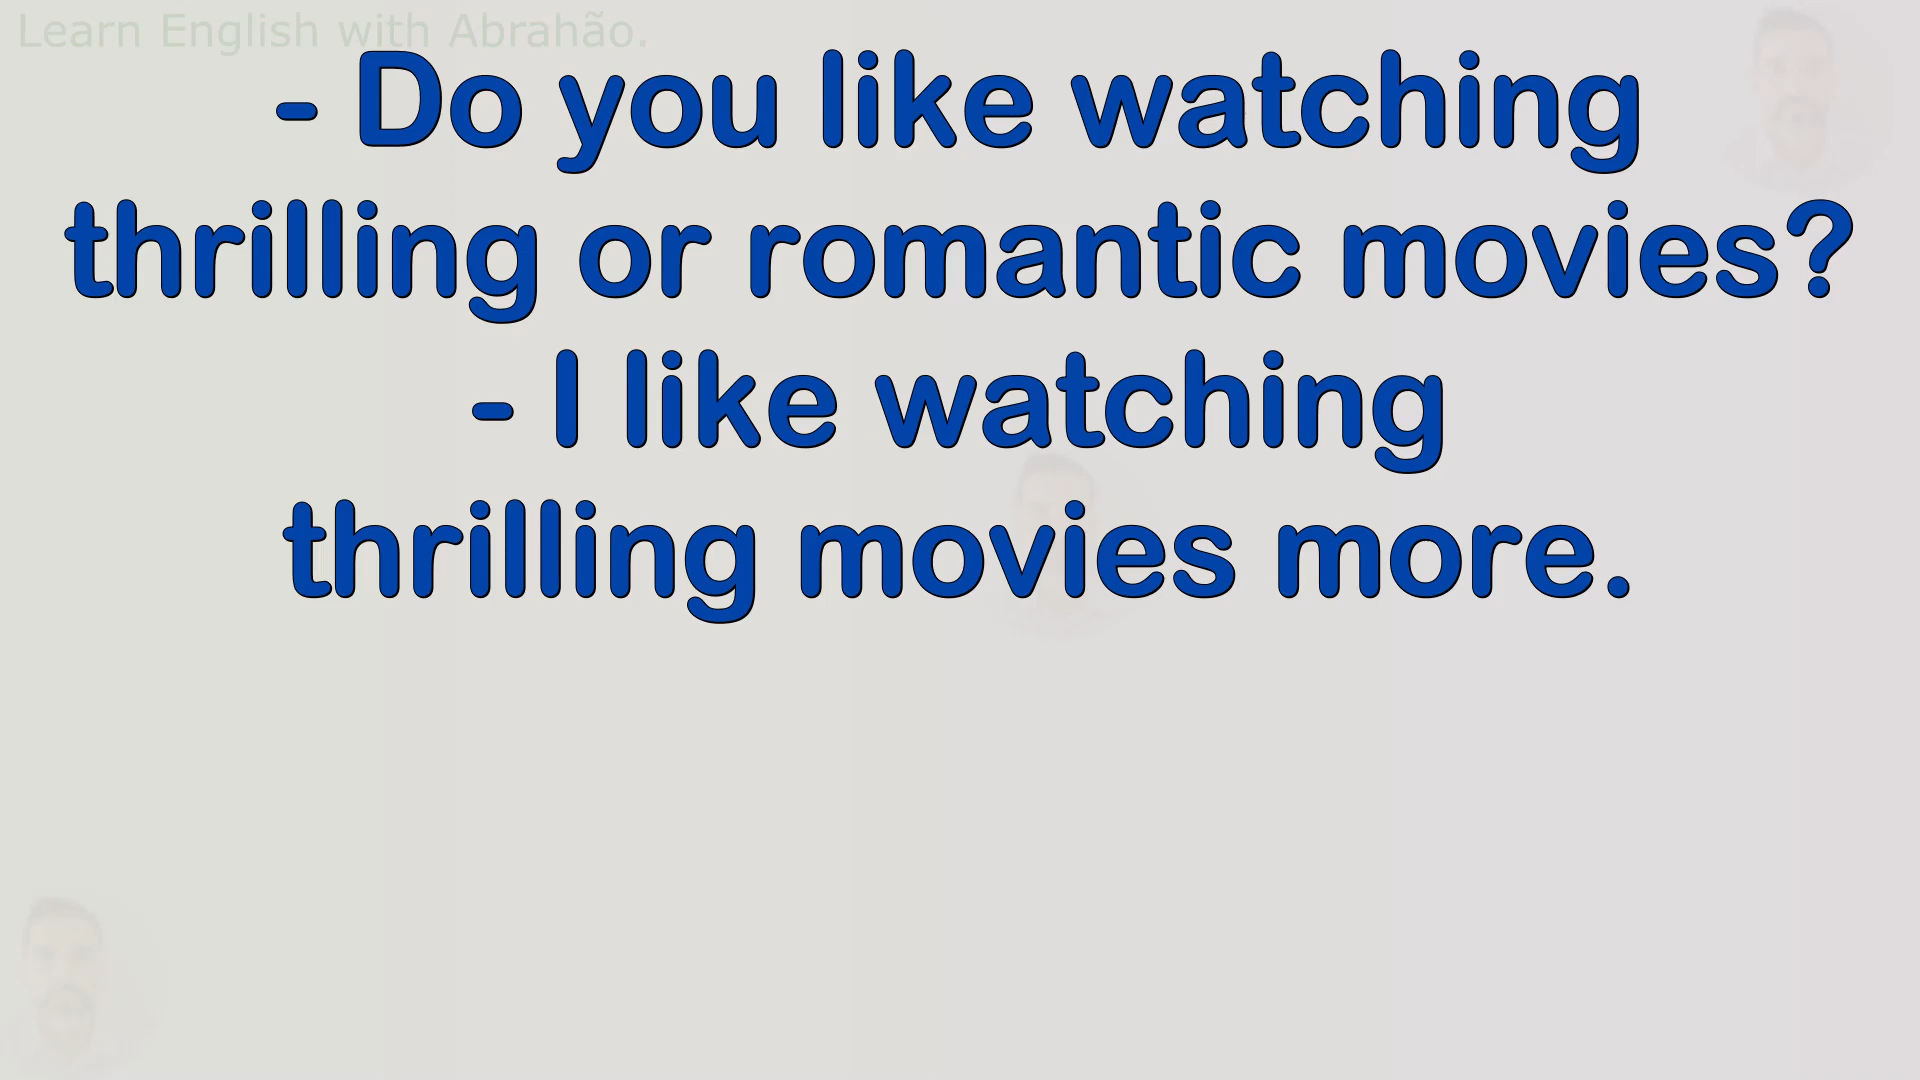 Learn English with Abrahão.
- Do you like watching
thrilling or romantic movies?
- I like watching
thrilling movies more.